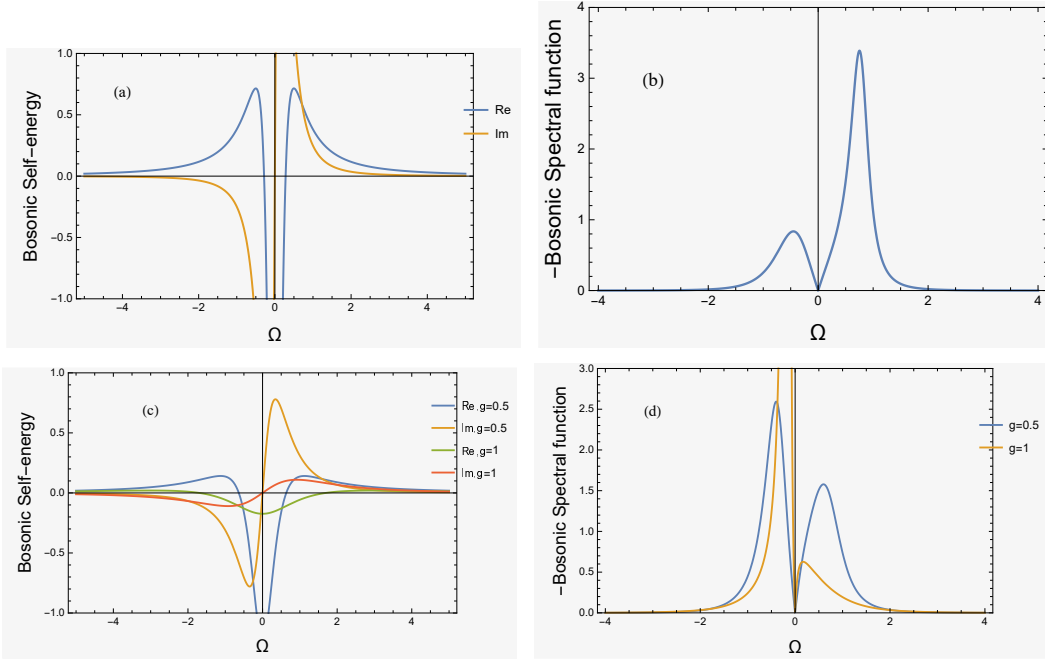 (a)
Bosonic Self-energy
1.0
0.5
0.0
-0.5
-1.0
-4
-2
0
2
4
Ω
Re
Im
(b)
-Bosonic Spectral function
4
3
2
1
0
-4
-2
0
2
4
Ω
(c)
Bosonic Self-energy
1.0
0.5
0.0
-0.5
-1.0
-4
-2
0
2
4
Ω
Re,g=0.5
Im,g=0.5
Re,g=1
Im,g=1
(d)
-Bosonic Spectral function
3.0
2.5
2.0
1.5
1.0
0.5
0.0
-4
-2
0
2
4
Ω
g=0.5
g=1